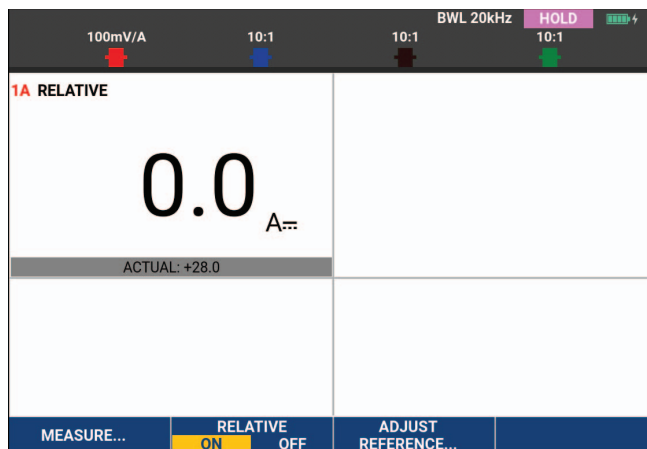 BWL 20kHz HOLD
100mV/A 10:1 10:1 10:1
1A RELATIVE
0.0 A⎓
ACTUAL: +28.0
MEASURE... RELATIVE ADJUST
ON OFF REFERENCE...